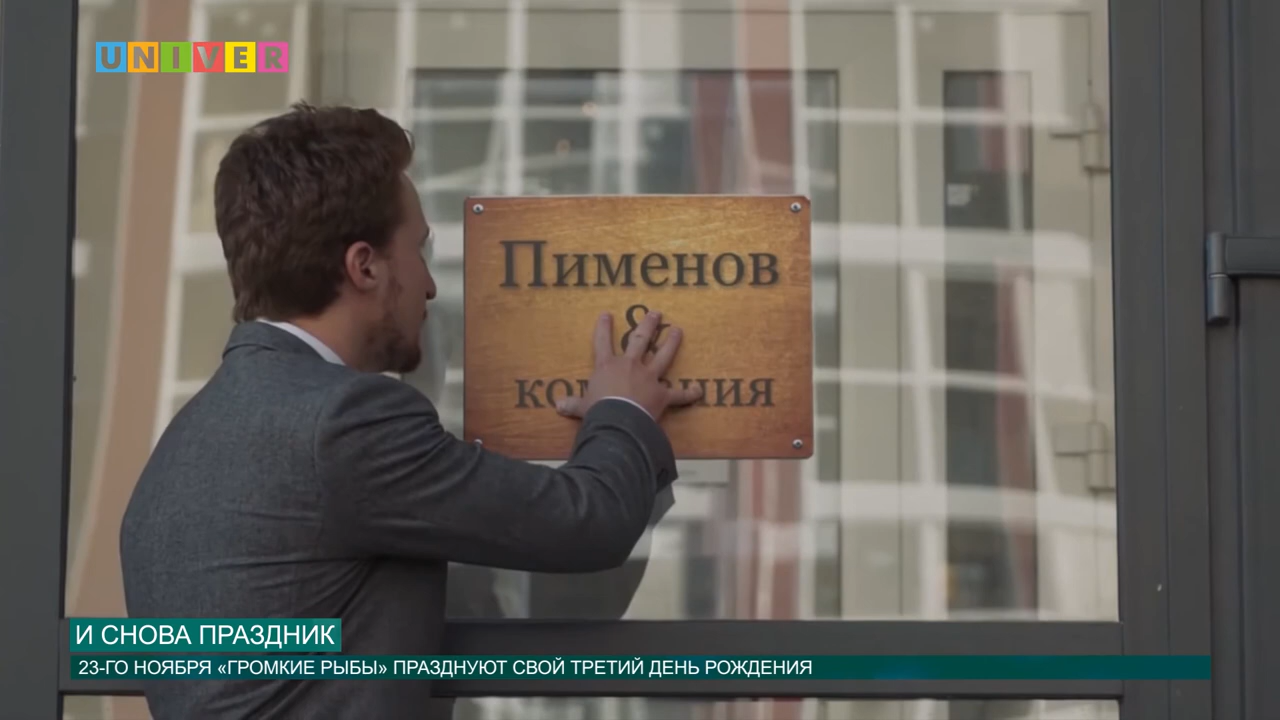 UNIVER
Пименов
&
И СНОВА ПРАЗДНИК
23-ГО НОЯБРЯ «ГРОМКИЕ РЫБЫ» ПРАЗДНУЮТ СВОЙ ТРЕТИЙ ДЕНЬ РОЖДЕНИЯ